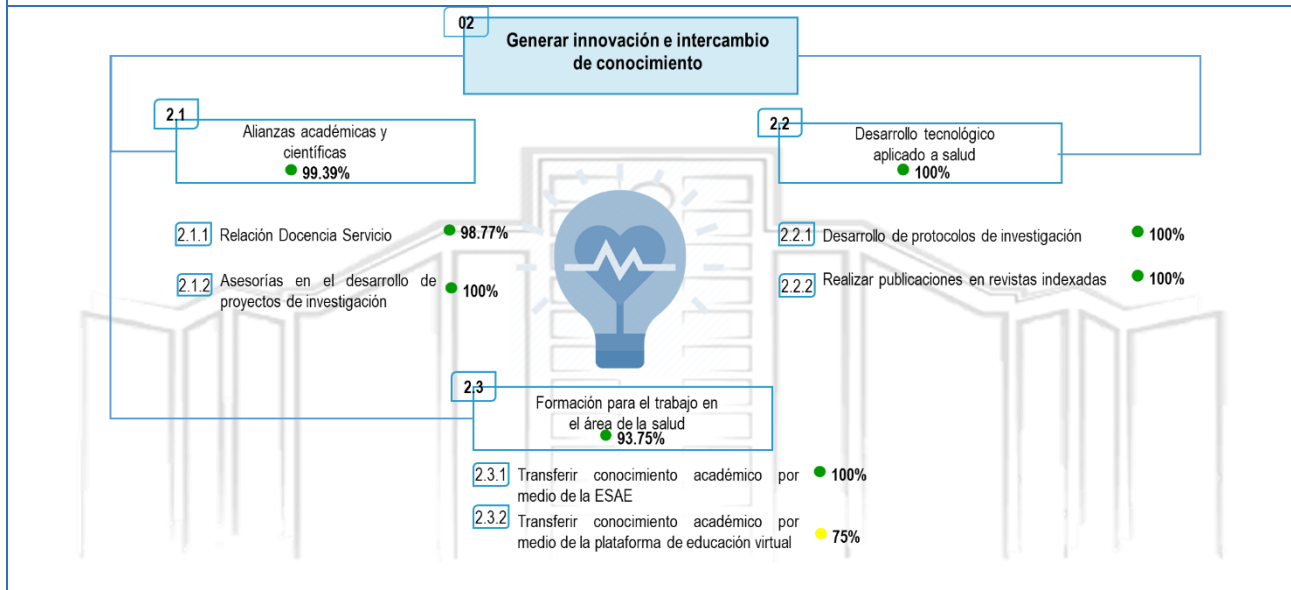 02
Generar innovación e intercambio
de conocimiento
2.1
Alianzas académicas y
científicas
99.39%
2.1.1 Relación Docencia Servicio 98.77%
2.1.2 Asesorías en el desarrollo de
proyectos de investigación 100%
2.2
Desarrollo tecnológico
aplicado a salud
100%
2.2.1 Desarrollo de protocolos de investigación 100%
2.2.2 Realizar publicaciones en revistas indexadas 100%
2.3
Formación para el trabajo en
el área de la salud
93.75%
2.3.1 Transferir conocimiento académico por 100%
medio de la ESAE
2.3.2 Transferir conocimiento académico por
medio de la plataforma de educación virtual 75%